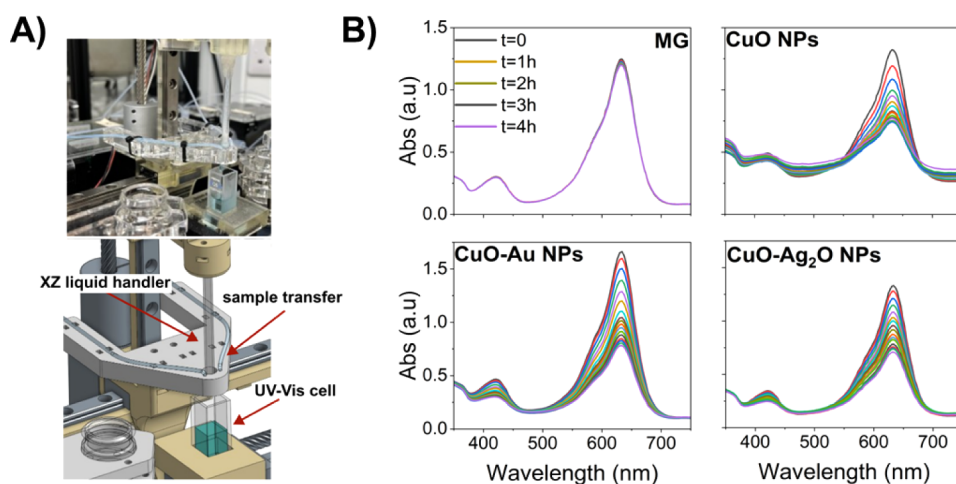 A)
XZ liquid handler
sample transfer
UV-Vis cell
B)
MG
t=0
t=1h
t=2h
t=3h
t=4h
Abs (a.u)
1.5
1.0
0.5
0.0
CuO NPs
CuO-Au NPs
Abs (a.u)
1.5
1.0
0.5
0.0
400 500 600 700
Wavelength (nm)
CuO-Ag₂O NPs
400 500 600 700
Wavelength (nm)